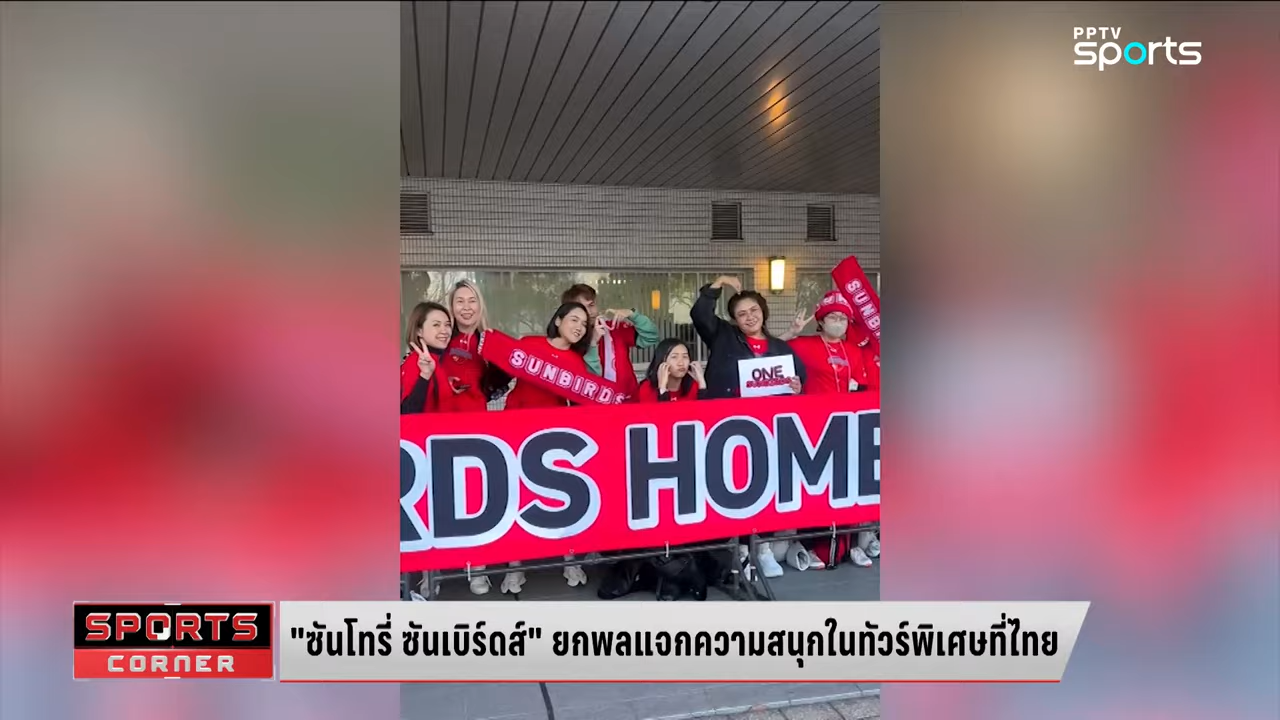 PPTV
sports
SUNBIRDS
SUNBIRDS
ONE
RDS HOME
SPORTS
CORNER
"ซันโทรี่ ซันเบิร์ดส์" ยกพลแจกความสนุกในทัวร์พิเศษที่ไทย